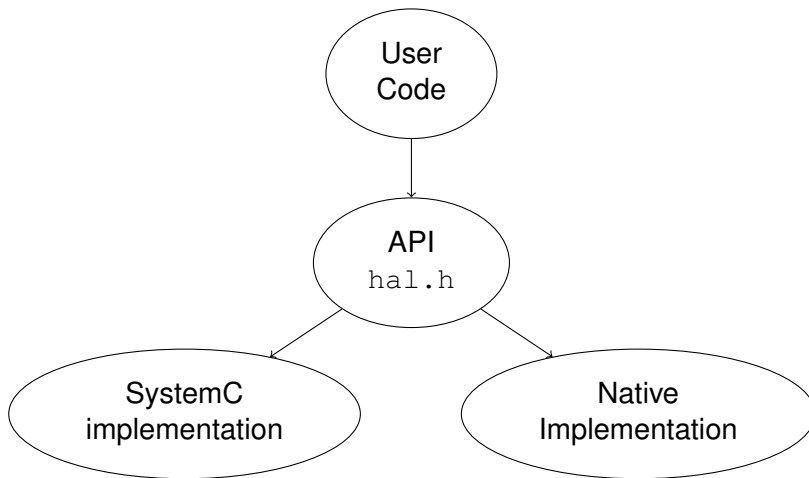 User
Code
API
hal.h
SystemC
implementation
Native
Implementation